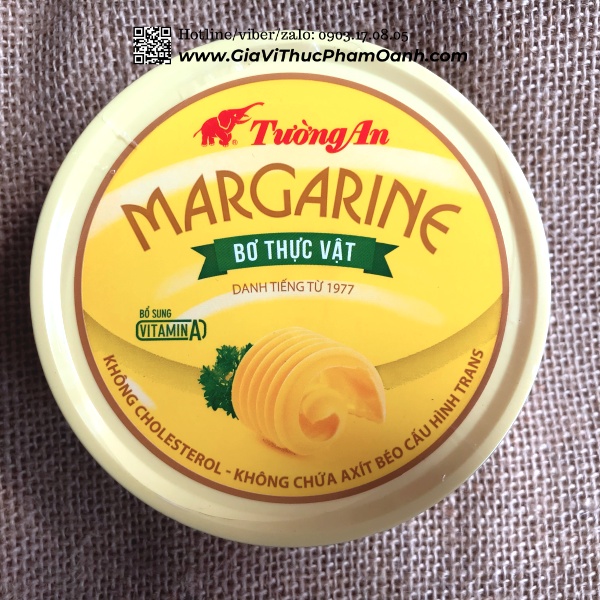 Hotline/viber/zalo: 0903.17.08.05
www.GiaViThucPhamOanh.com
Tường An
MARGARINE
BƠ THỰC VẬT
DANH TIẾNG TỪ 1977
BỔ SUNG
VITAMIN A
KHÔNG CHOLESTEROL - KHÔNG CHỨA AXÍT BÉO CẤU HÌNH TRANS